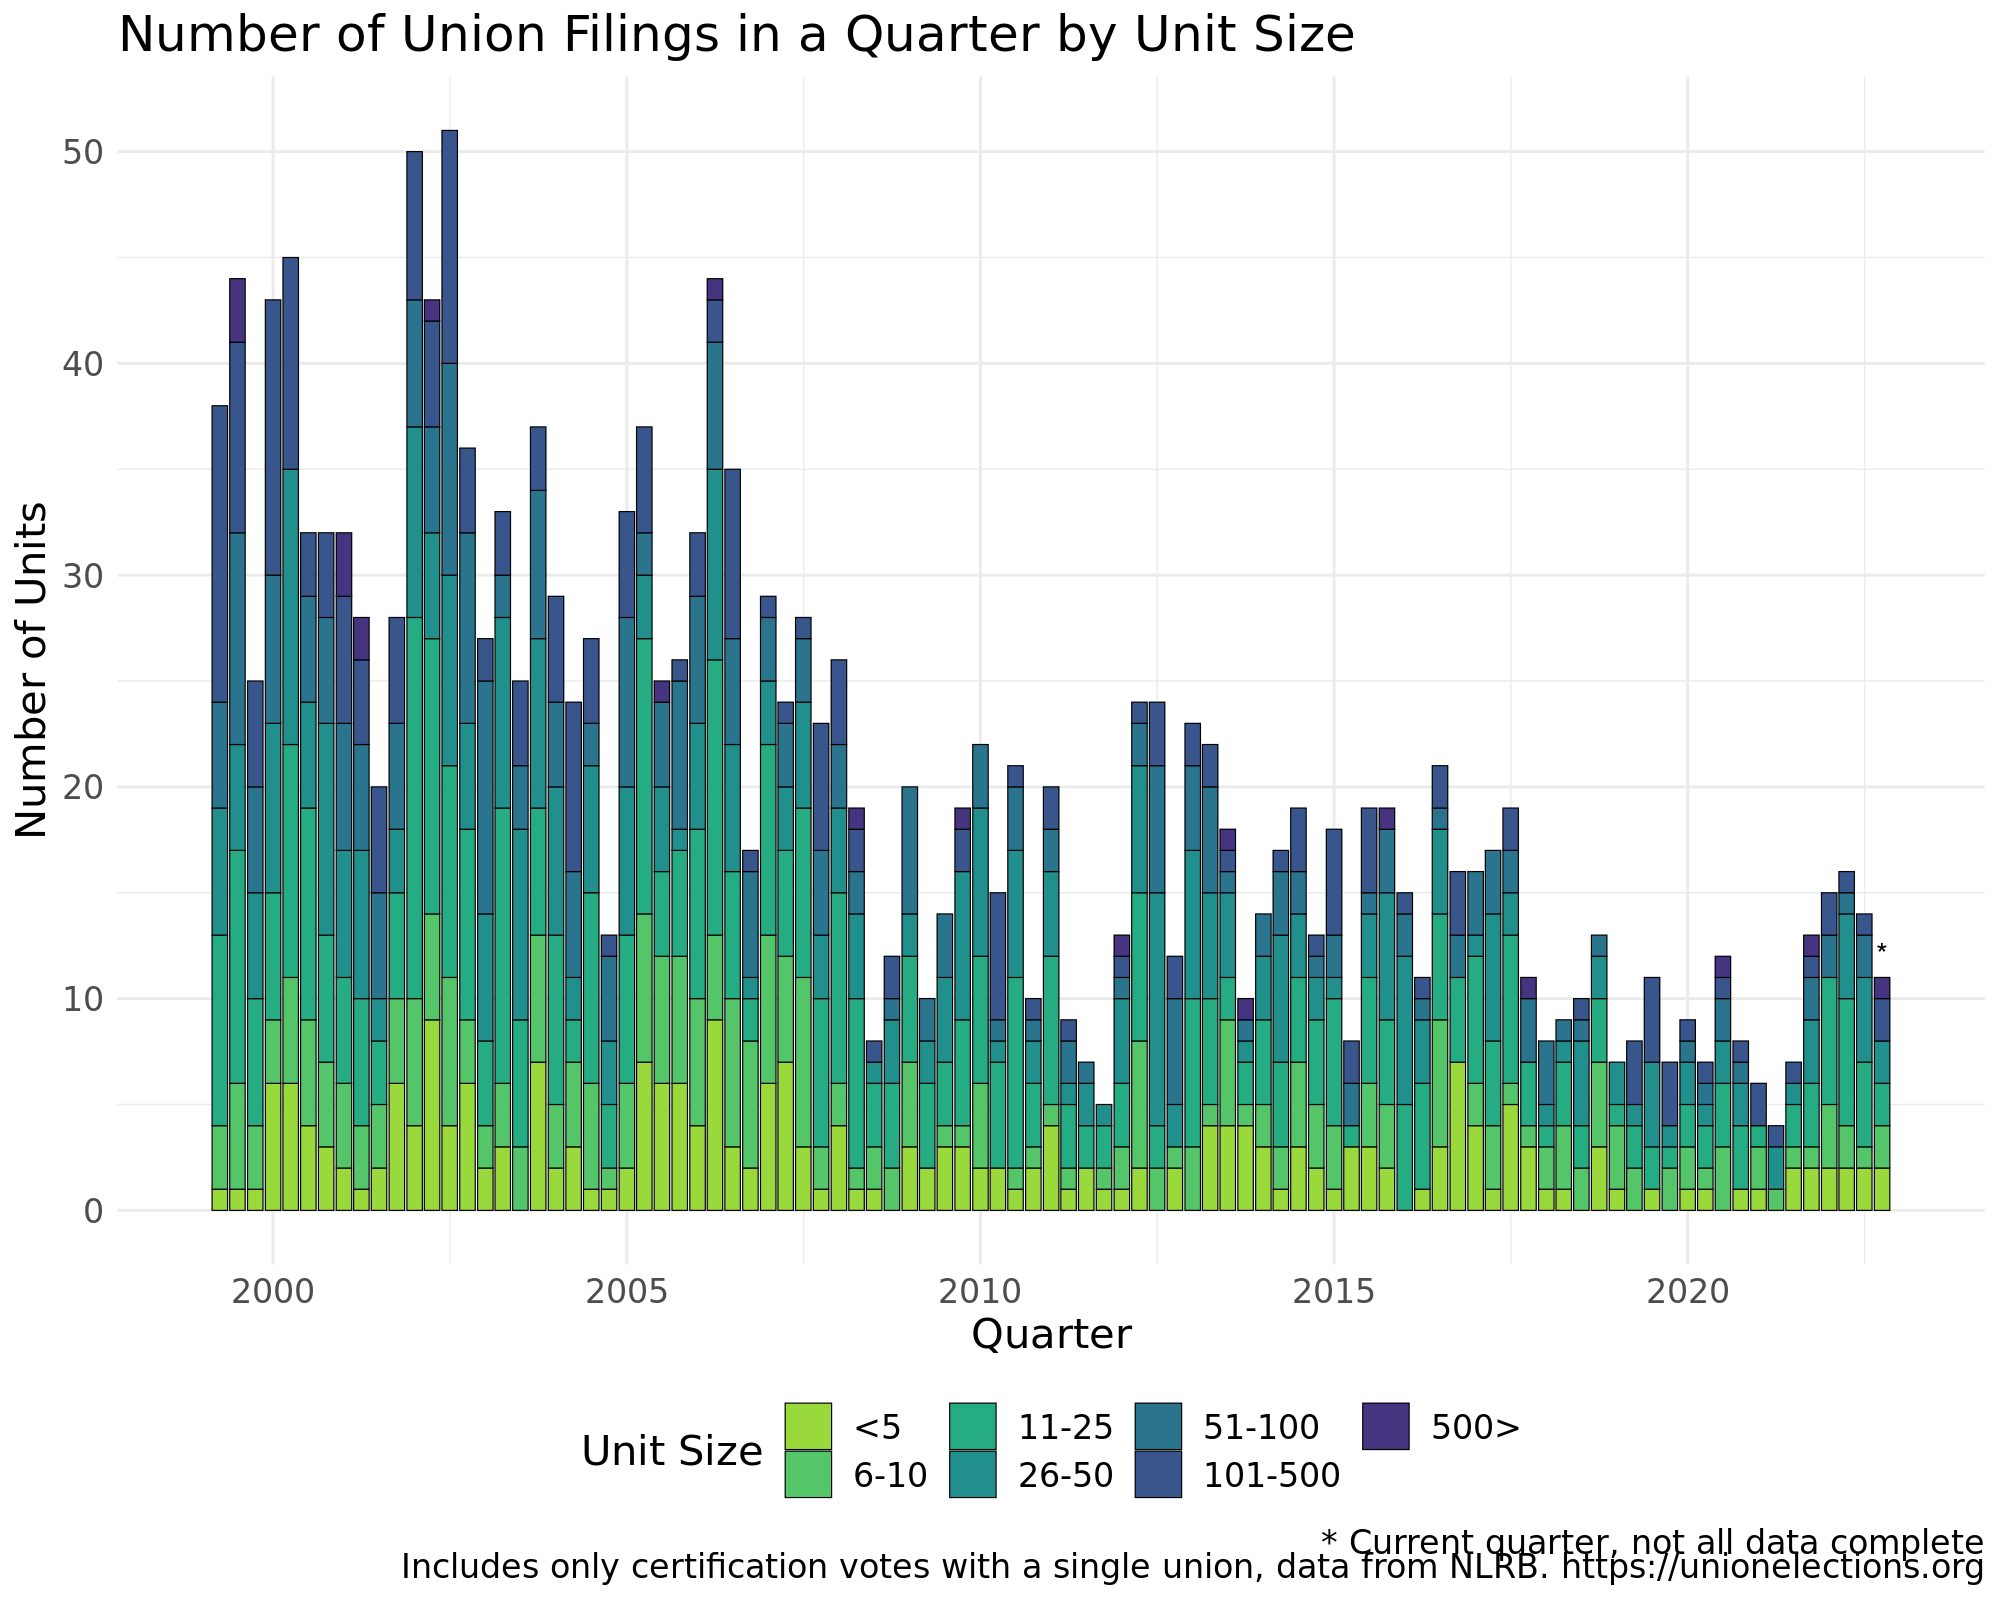 Number of Union Filings in a Quarter by Unit Size
Number of Units
50
40
30
20
10
0
*
2000 2005 2010 2015 2020
Quarter
Unit Size
<5 11-25 51-100 500>
6-10 26-50 101-500
* Current quarter, not all data complete
Includes only certification votes with a single union, data from NLRB. https://unionelections.org